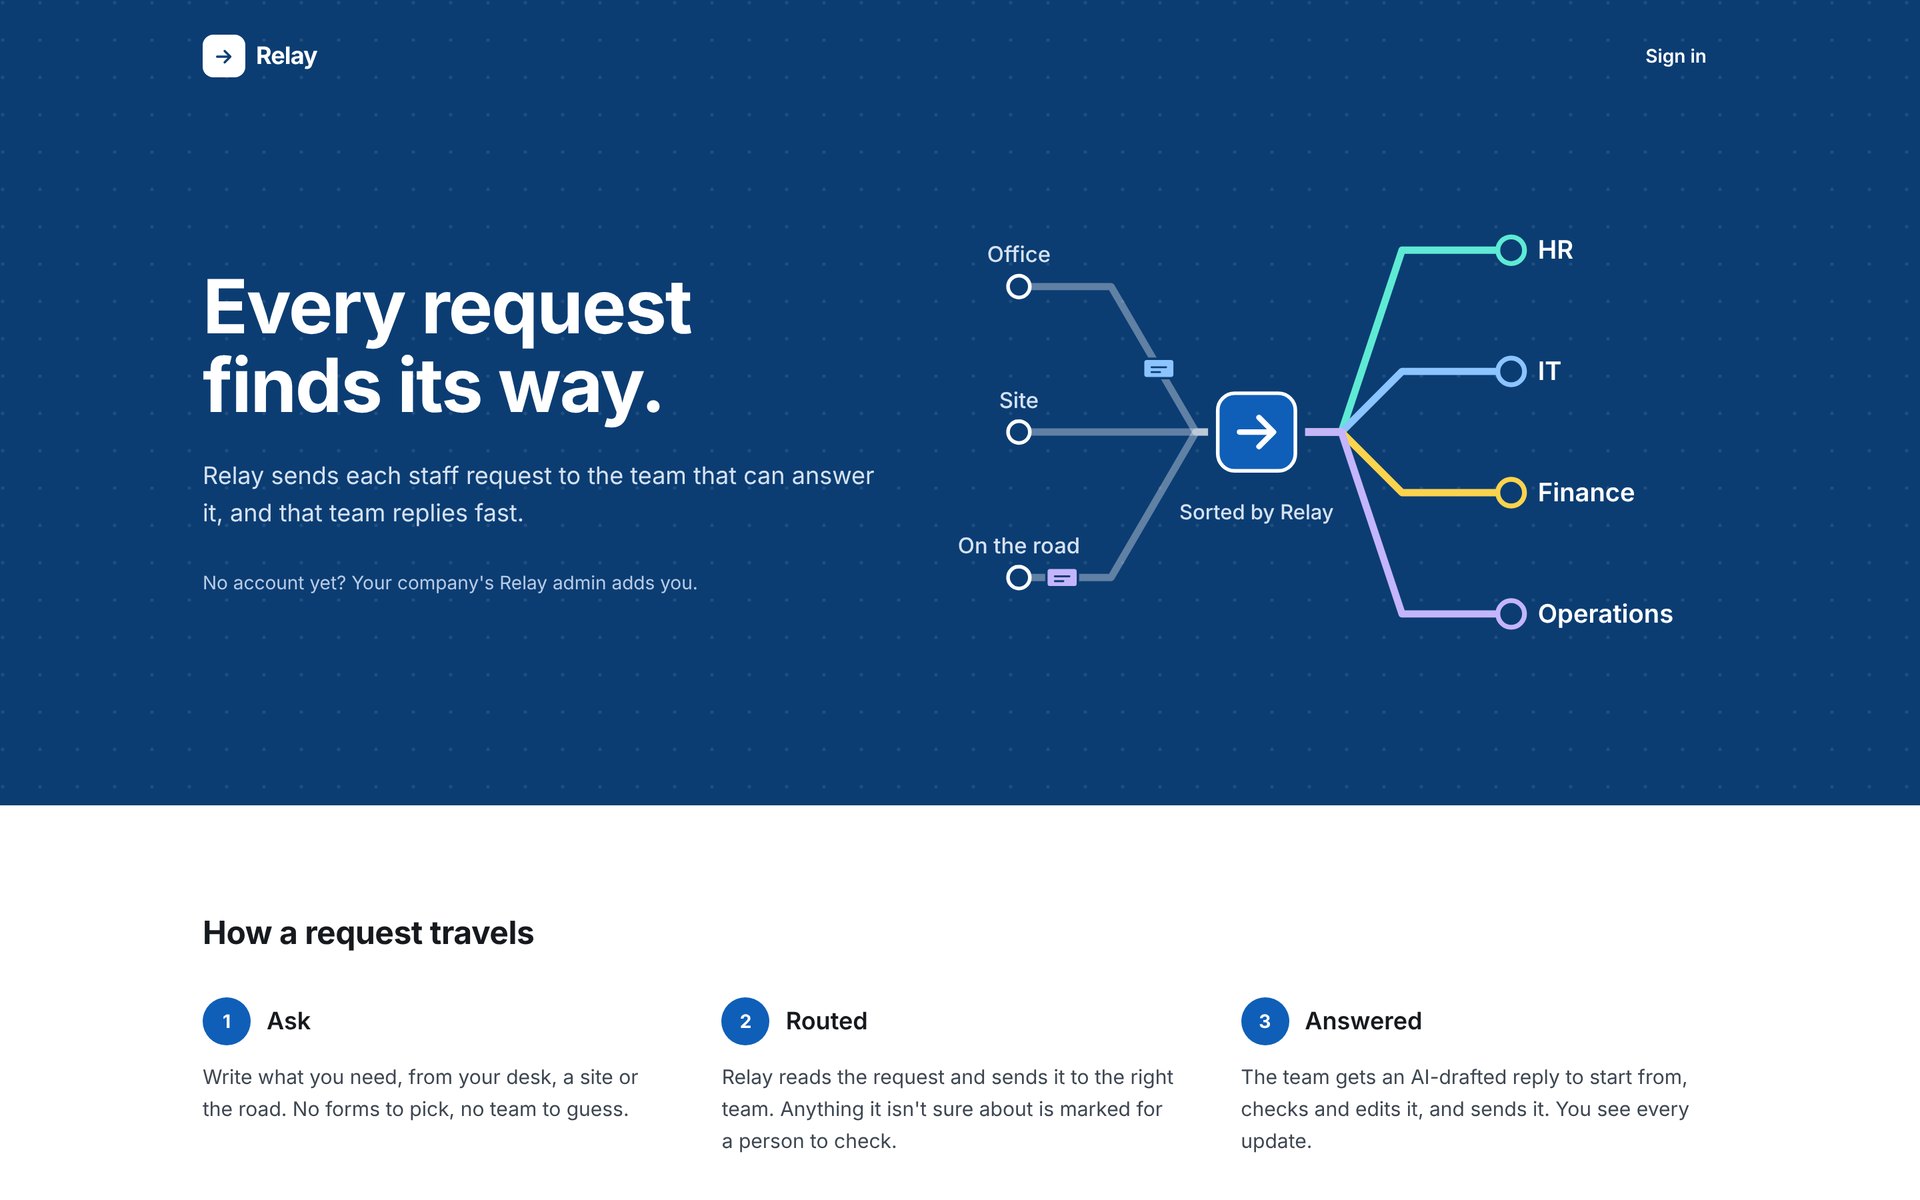 Relay
Sign in
Every request
finds its way.
Relay sends each staff request to the team that can answer
it, and that team replies fast.
No account yet? Your company's Relay admin adds you.
Office
Site
On the road
Sorted by Relay
HR
IT
Finance
Operations
How a request travels
1 Ask
Write what you need, from your desk, a site or
the road. No forms to pick, no team to guess.
2 Routed
Relay reads the request and sends it to the right
team. Anything it isn't sure about is marked for
a person to check.
3 Answered
The team gets an AI-drafted reply to start from,
checks and edits it, and sends it. You see every
update.